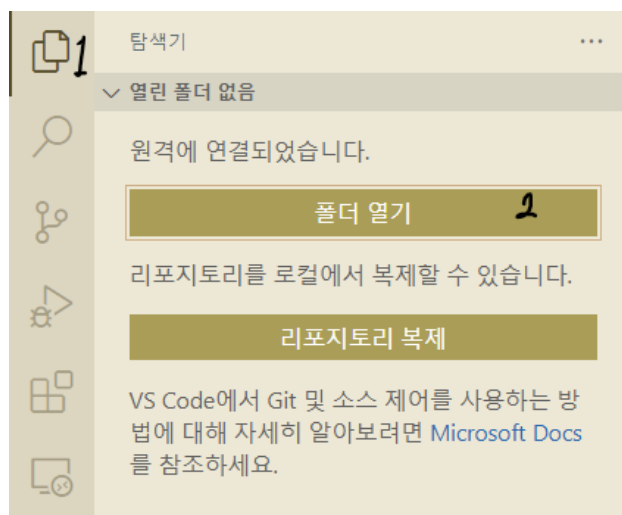 1
탐색기
열린 폴더 없음
원격에 연결되었습니다.
폴더 열기 2
리포지토리를 로컬에서 복제할 수 있습니다.
리포지토리 복제
VS Code에서 Git 및 소스 제어를 사용하는 방
법에 대해 자세히 알아보려면 Microsoft Docs
를 참조하세요.